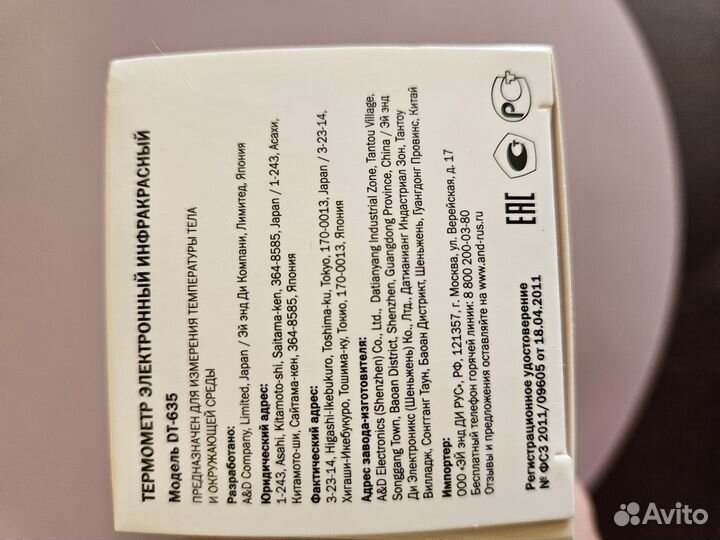 ТЕРМОМЕТР ЭЛЕКТРОННЫЙ ИНФРАКРАСНЫЙ
Модель DT-635
ПРЕДНАЗНАЧЕН ДЛЯ ИЗМЕРЕНИЯ ТЕМПЕРАТУРЫ ТЕЛА
И ОКРУЖАЮЩЕЙ СРЕДЫ
Разработано:
A&D Company, Limited, Japan / Эй энд Ди Компани, Лимитед, Япония
Юридический адрес:
1-243, Asahi, Kitamoto-shi, Saitama-ken, 364-8585, Japan / 1-243, Асахи,
Китамото-ши, Сайтама-кен, 364-8585, Япония
Фактический адрес:
3-23-14, Higashi-Ikebukuro, Toshima-ku, Tokyo, 170-0013, Japan / 3-23-14,
Хигаши-Икебукуро, Тошима-ку, Токио, 170-0013, Япония
Адрес завода-изготовителя:
A&D Electronics (Shenzhen) Co., Ltd., Datianyang Industrial Zone, Tantou Village,
Songgang Town, Baoan District, Shenzhen, Guangdong Province, China / Эй энд
Ди Электроникс (Шеньжень) Ко., Лтд., Датианианг Индастриал Зон, Тантоу
Вилладж, Сонгганг Таун, Баоан Дистрикт, Шеньжень, Гуангдонг Провинс, Китай
Импортер:
ООО «ЭЙ ЭНД ДИ РУС», РФ, 121357, г. Москва, ул. Верейская, д. 17
Бесплатный телефон горячей линии: 8 800 200-03-80
Отзывы и предложения оставляйте на www.and-rus.ru
Регистрационное удостоверение
№ ФСЗ 2011/09605 от 18.04.2011
EAC
РСТ
Avito